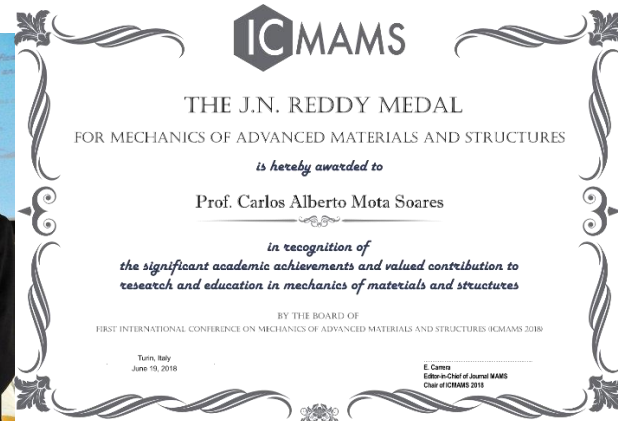 ICMAMS
THE J.N. REDDY MEDAL
FOR MECHANICS OF ADVANCED MATERIALS AND STRUCTURES
is hereby awarded to
Prof. Carlos Alberto Mota Soares
in recognition of
the significant academic achievements and valued contribution to
research and education in mechanics of materials and structures
BY THE BOARD OF
FIRST INTERNATIONAL CONFERENCE ON MECHANICS OF ADVANCED MATERIALS AND STRUCTURES (ICMAMS 2018)
Turin, Italy
June 19, 2018
E. Carrera
Editor-in-Chief of Journal MAMS
Chair of ICMAMS 2018